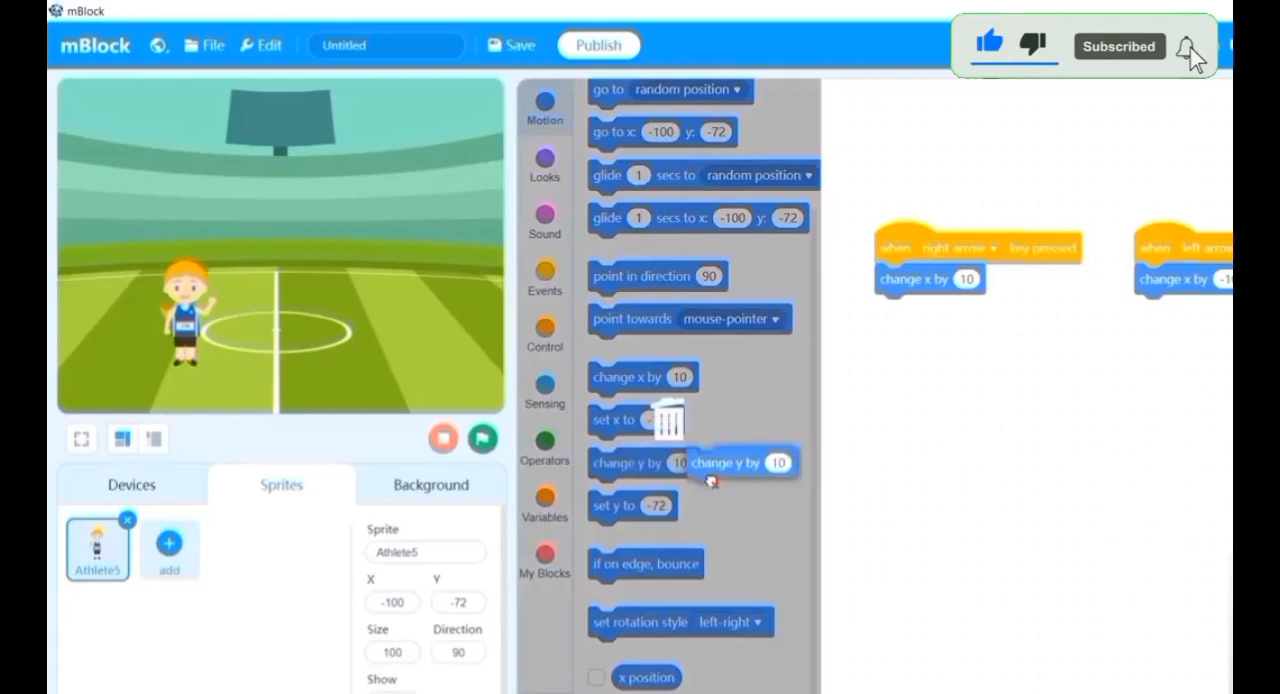 mBlock
mBlock File Edit Untitled Save Publish Subscribed
Motion
Looks
Sound
Events
Control
Sensing
Operators
Variables
My Blocks
go to random position
go to x: -100 y: -72
glide 1 secs to random position
glide 1 secs to x: -100 y: -72
point in direction 90
point towards mouse-pointer
change x by 10
set x to
change y by 10 change y by 10
set y to -72
if on edge, bounce
set rotation style left-right
x position
when right arrow key pressed
change x by 10
when left arrow
change x by
Devices Sprites Background
Athlete5
add
Sprite
Athlete5
X Y
-100 -72
Size Direction
100 90
Show